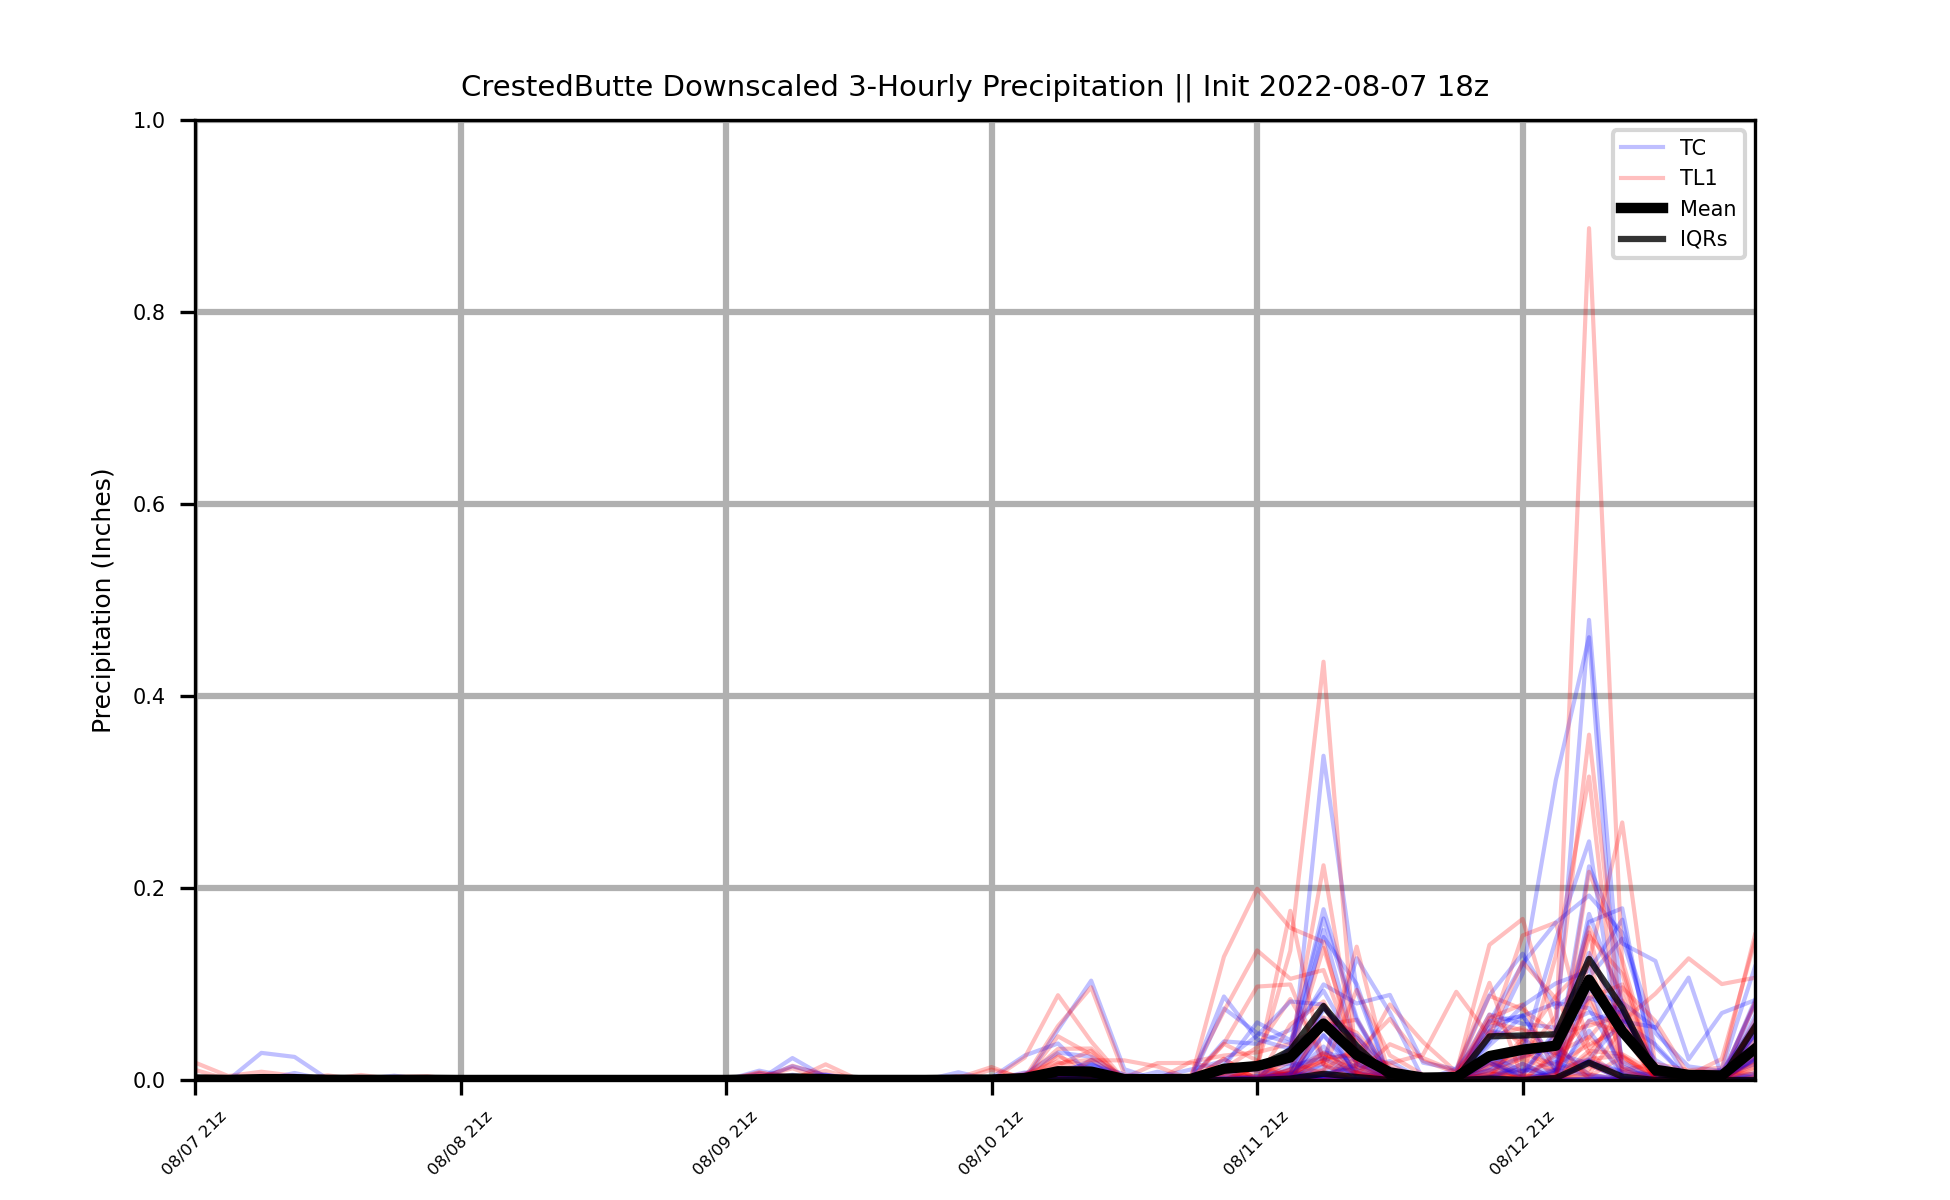 CrestedButte Downscaled 3-Hourly Precipitation || Init 2022-08-07 18z
1.0
0.8
0.6
0.4
0.2
0.0
Precipitation (Inches)
TC
TL1
Mean
IQRs
08/07 21z
08/08 21z
08/09 21z
08/10 21z
08/11 21z
08/12 21z